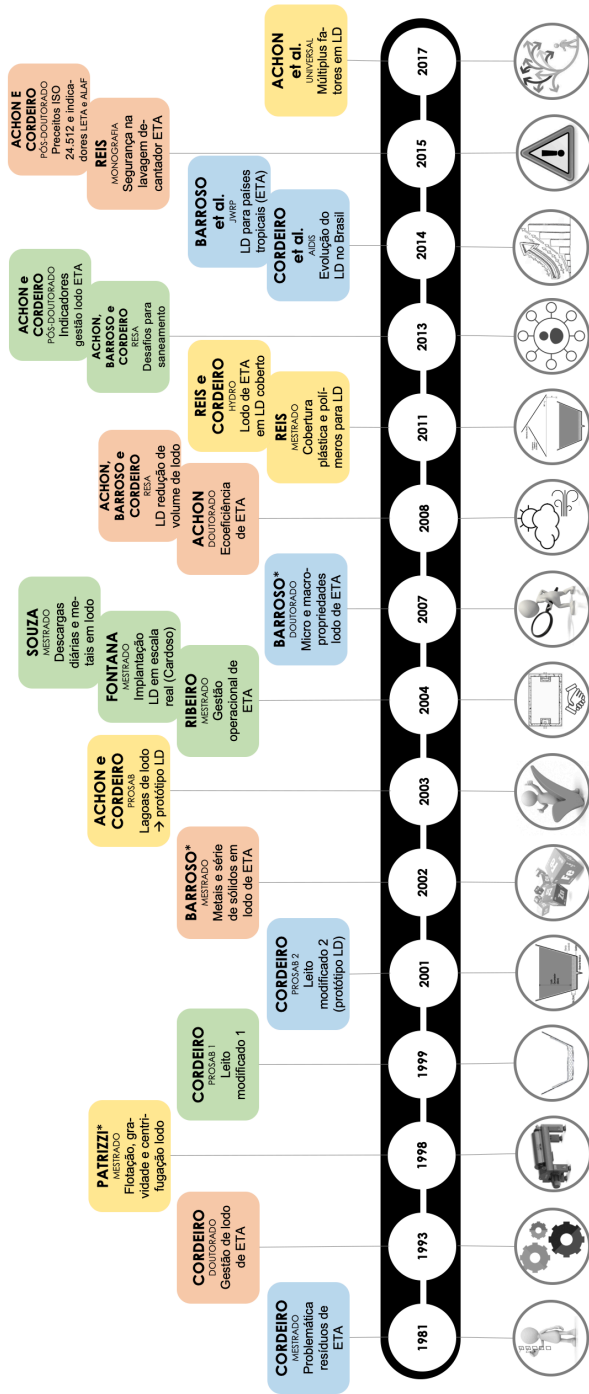 CORDEIRO
MESTRADO
Problemática
resíduos de
ETA
1981
CORDEIRO
DOUTORADO
Gestão de lodo
de ETA
1993
PATRIZZI*
MESTRADO
Flotação, gra-
vidade e centri-
fugação lodo
1998
CORDEIRO
PROSAB 1
Leito
modificado 1
1999
CORDEIRO
PROSAB 2
Leito
modificado 2
(protótipo LD)
2001
BARROSO*
MESTRADO
Metais e série
de sólidos em
lodo de ETA
2002
ACHON e
CORDEIRO
PROSAB
Lagoas de lodo
→ protótipo LD
2003
SOUZA
MESTRADO
Descargas
diárias e me-
tais em lodo
FONTANA
MESTRADO
Implantação
LD em escala
real (Cardoso)
RIBEIRO
MESTRADO
Gestão
operacional de
ETA
2004
BARROSO*
DOUTORADO
Micro e macro-
propriedades
lodo de ETA
2007
ACHON,
BARROSO e
CORDEIRO
RESA
LD redução de
volume de lodo
ACHON
DOUTORADO
Ecoeficiência
de ETA
2008
REIS e
CORDEIRO
HYDRO
Lodo de ETA
em LD coberto
REIS
MESTRADO
Cobertura
plástica e polí-
meros para LD
2011
ACHON e
CORDEIRO
PÓS-DOUTORADO
Indicadores
gestão lodo ETA
ACHON,
BARROSO e
CORDEIRO
RESA
Desafios para
saneamento
2013
BARROSO
et al.
JWRP
LD para países
tropicais (ETA)
CORDEIRO
et al.
AIDIS
Evolução do
LD no Brasil
2014
ACHON E
CORDEIRO
PÓS-DOUTORADO
Preceitos ISO
24.512 e indica-
dores LETA e ALAF
REIS
MONOGRAFIA
Segurança na
lavagem de-
cantador ETA
2015
ACHON
et al.
UNIVERSAL
Múltiplus fa-
tores em LD
2017